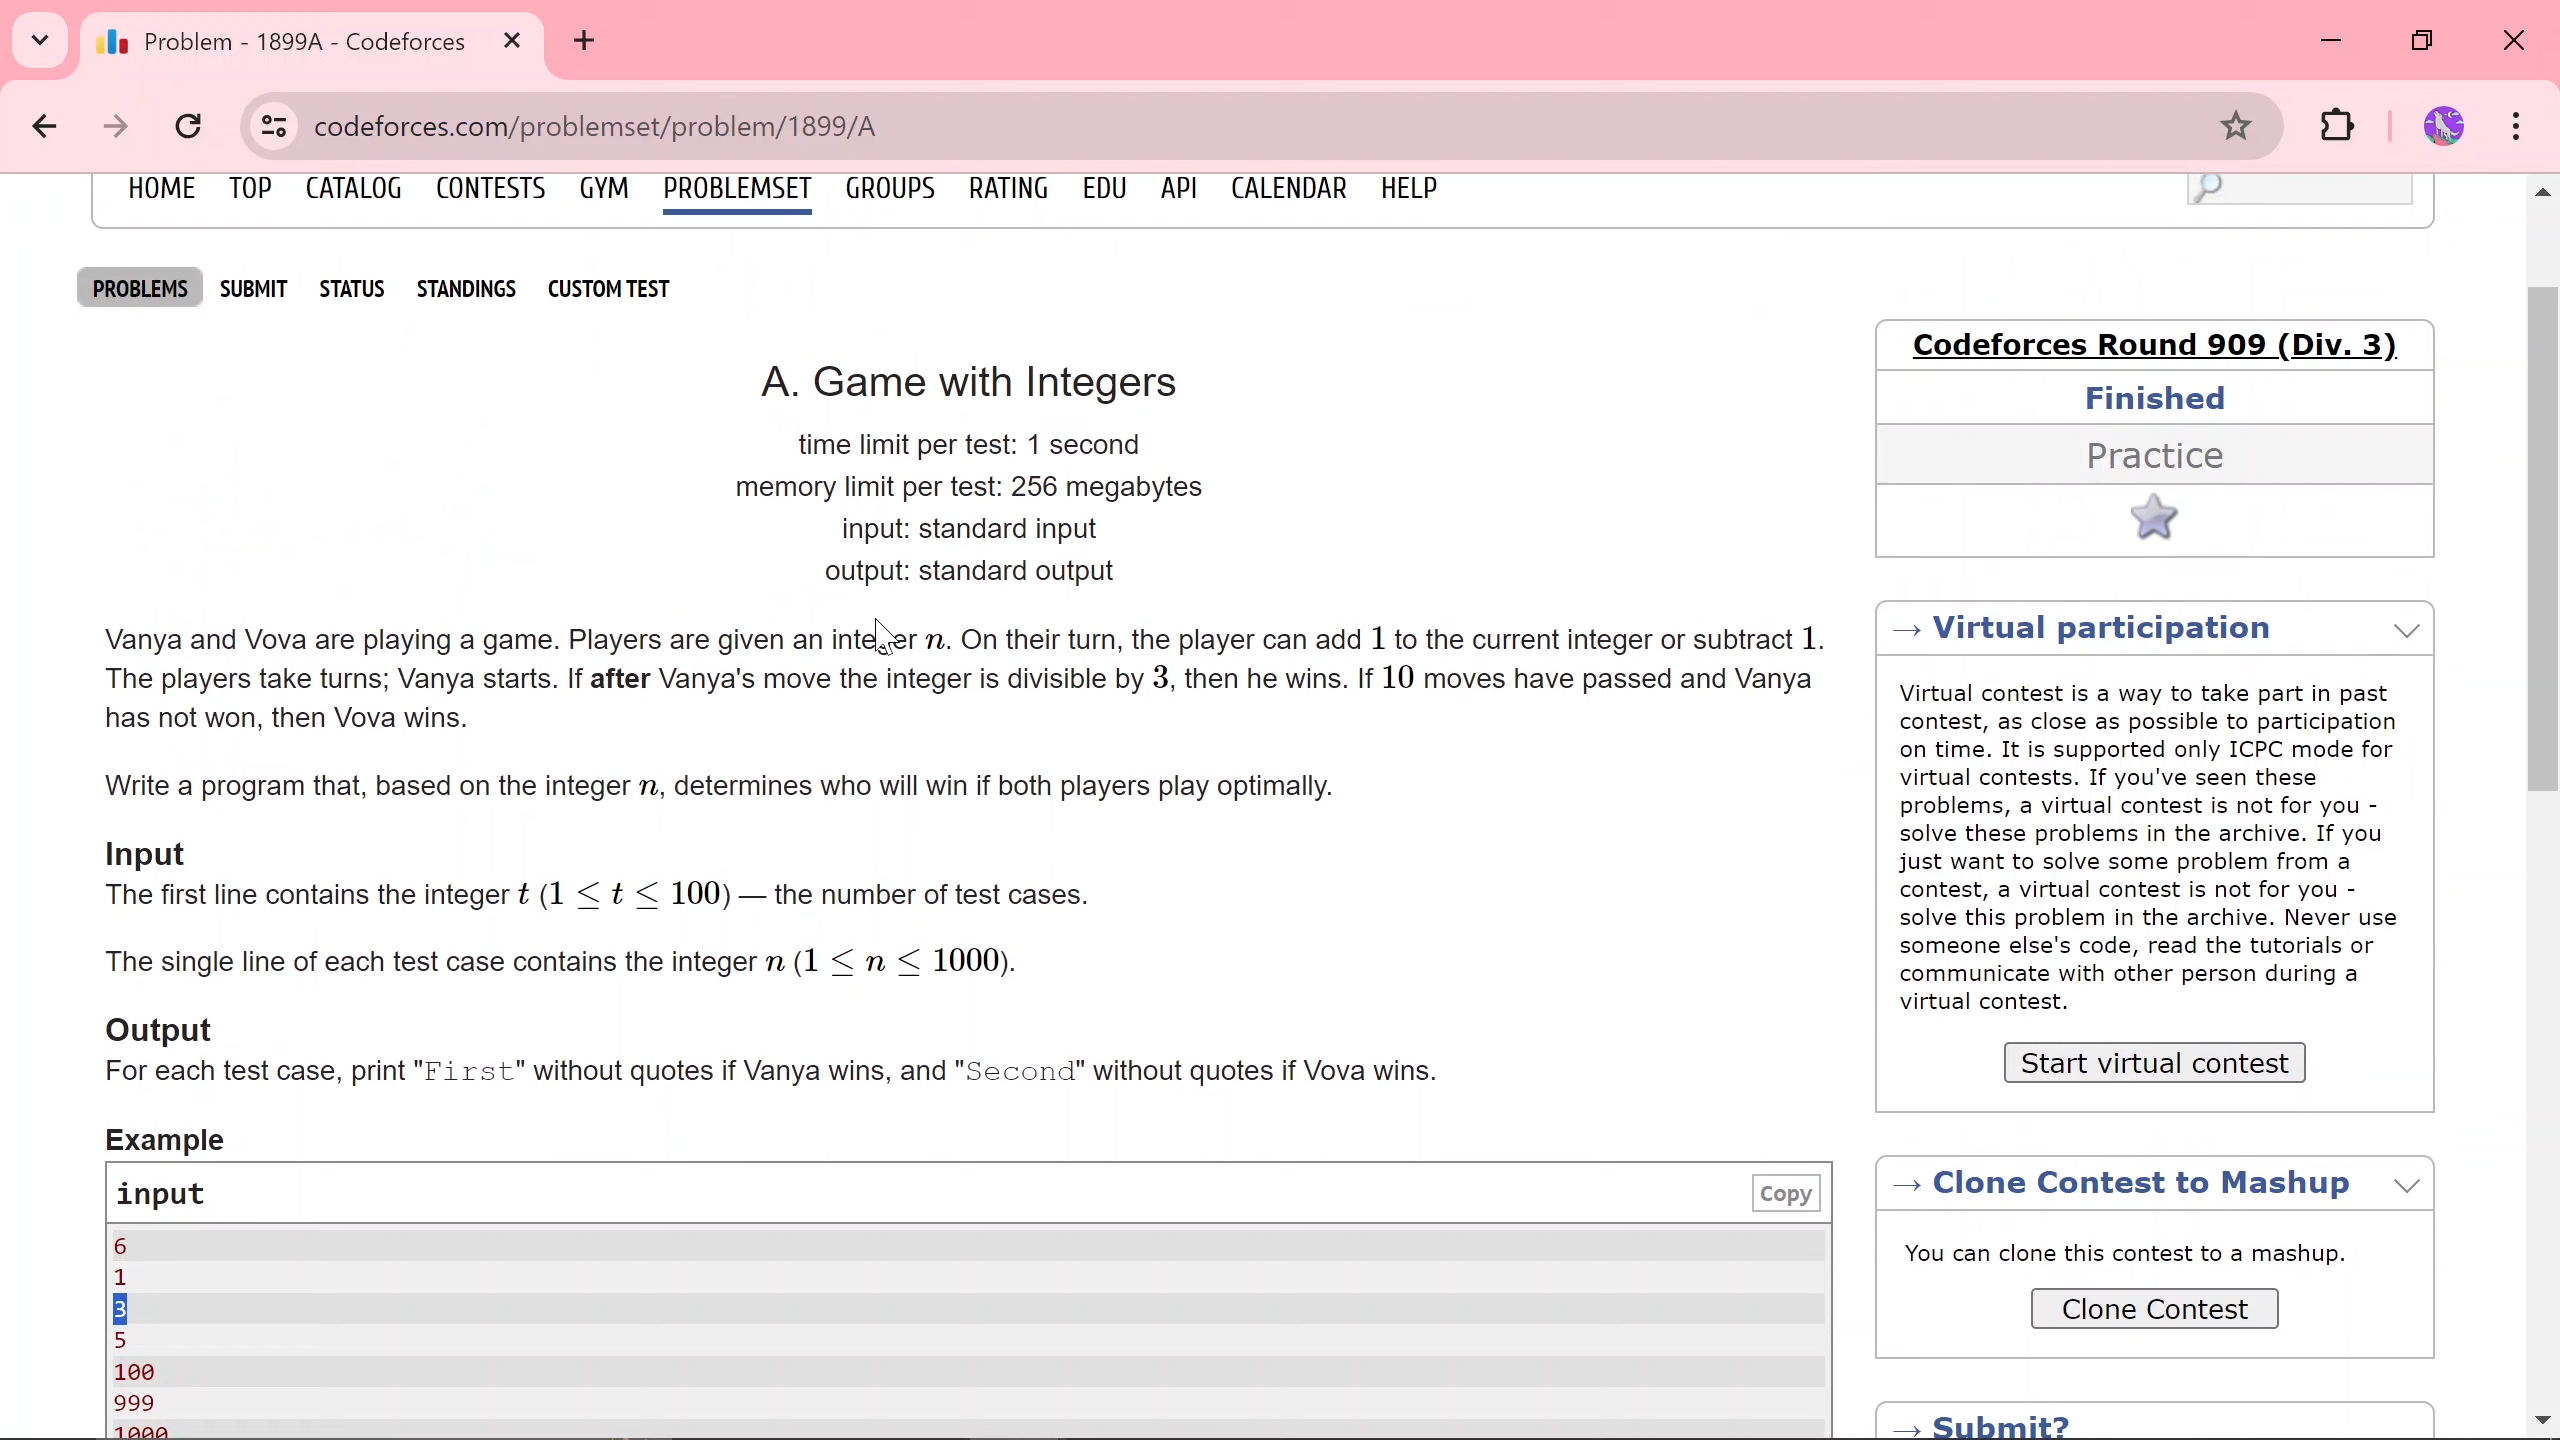 Problem - 1899A - Codeforces
codeforces.com/problemset/problem/1899/A
HOME TOP CATALOG CONTESTS GYM PROBLEMSET GROUPS RATING EDU API CALENDAR HELP
PROBLEMS SUBMIT STATUS STANDINGS CUSTOM TEST
A. Game with Integers
time limit per test: 1 second
memory limit per test: 256 megabytes
input: standard input
output: standard output
Vanya and Vova are playing a game. Players are given an integer n. On their turn, the player can add 1 to the current integer or subtract 1.
The players take turns; Vanya starts. If after Vanya's move the integer is divisible by 3, then he wins. If 10 moves have passed and Vanya
has not won, then Vova wins.
Write a program that, based on the integer n, determines who will win if both players play optimally.
Input
The first line contains the integer t (1 ≤ t ≤ 100) — the number of test cases.
The single line of each test case contains the integer n (1 ≤ n ≤ 1000).
Output
For each test case, print "First" without quotes if Vanya wins, and "Second" without quotes if Vova wins.
Example
input
Copy
6
1
3
5
100
999
1000
Codeforces Round 909 (Div. 3)
Finished
Practice
→ Virtual participation
Virtual contest is a way to take part in past
contest, as close as possible to participation
on time. It is supported only ICPC mode for
virtual contests. If you've seen these
problems, a virtual contest is not for you -
solve these problems in the archive. If you
just want to solve some problem from a
contest, a virtual contest is not for you -
solve this problem in the archive. Never use
someone else's code, read the tutorials or
communicate with other person during a
virtual contest.
Start virtual contest
→ Clone Contest to Mashup
You can clone this contest to a mashup.
Clone Contest
→ Submit?